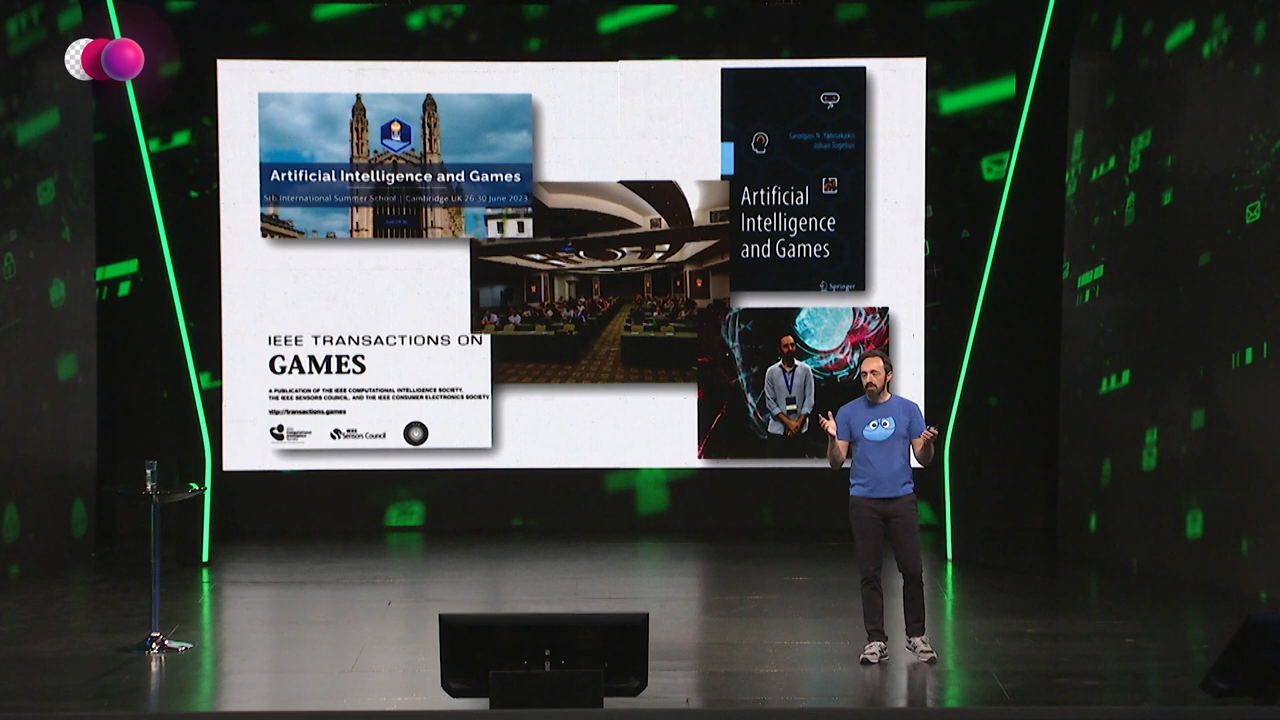 Artificial Intelligence and Games
5th International Summer School | Cambridge UK 26-30 June 2023
Georgios N. Yannakakis
Julian Togelius
Artificial
Intelligence
and Games
Springer
IEEE TRANSACTIONS ON
GAMES
A PUBLICATION OF THE IEEE COMPUTATIONAL INTELLIGENCE SOCIETY,
THE IEEE SENSORS COUNCIL, AND THE IEEE CONSUMER ELECTRONICS SOCIETY
http://transactions.games
IEEE
Sensors Council